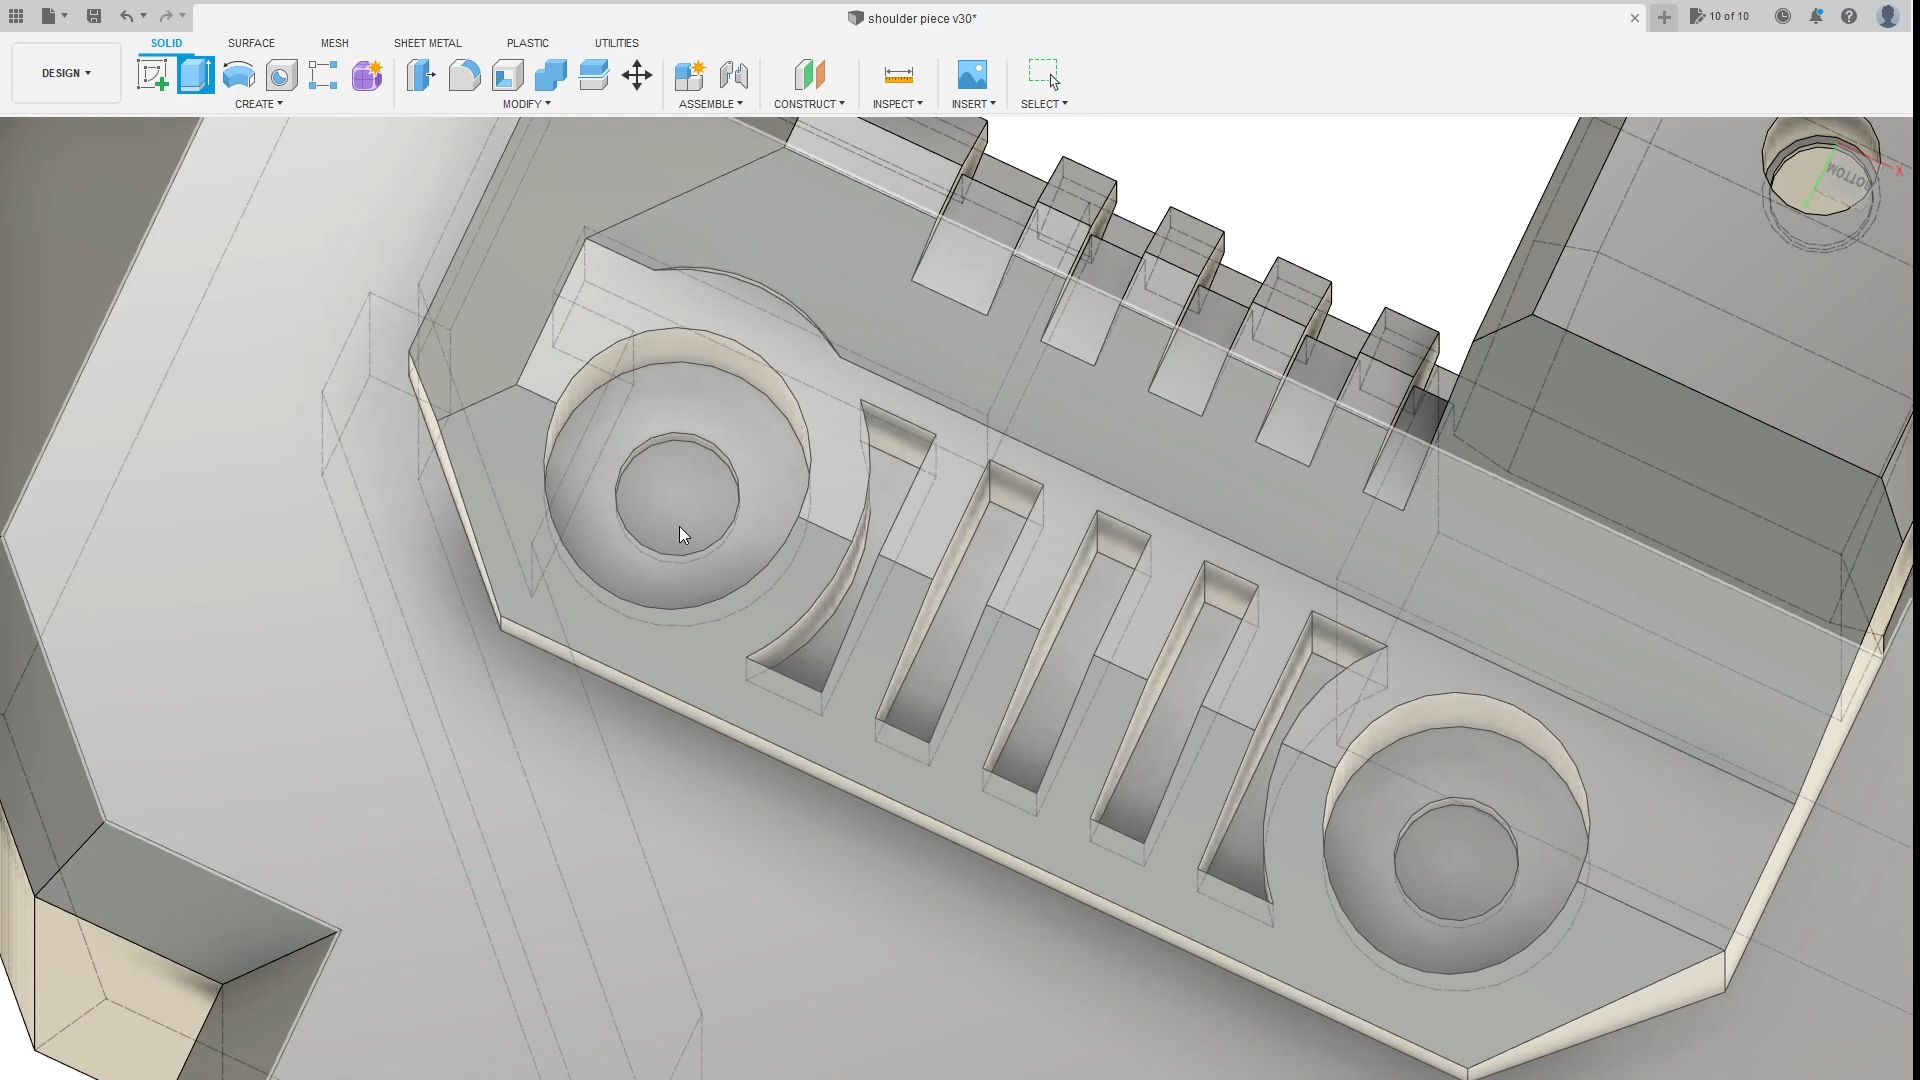 shoulder piece v30*
10 of 10
DESIGN
SOLID
SURFACE
MESH
SHEET METAL
PLASTIC
UTILITIES
CREATE
MODIFY
ASSEMBLE
CONSTRUCT
INSPECT
INSERT
SELECT
X
BOTTOM